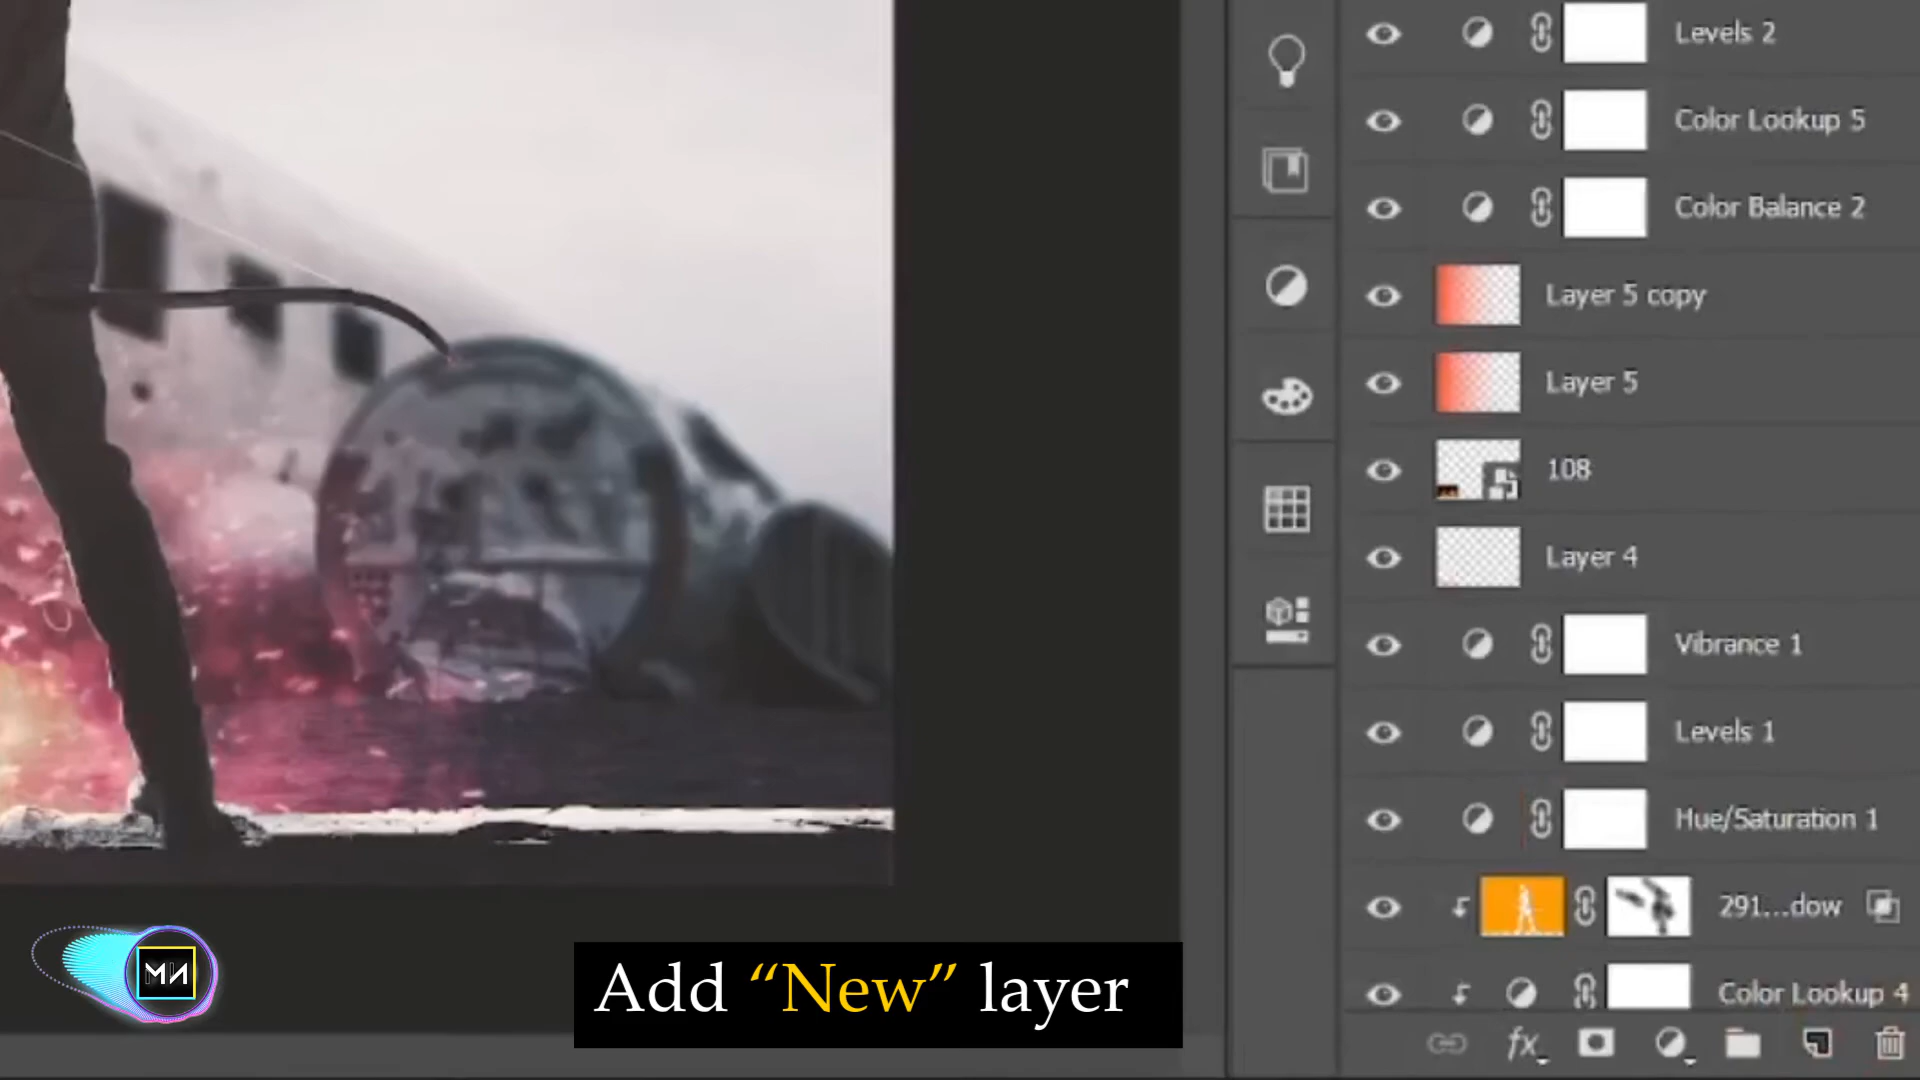 Levels 2
Color Lookup 5
Color Balance 2
Layer 5 copy
Layer 5
108
Layer 4
Vibrance 1
Levels 1
Hue/Saturation 1
291...dow
Color Lookup 4
fx
MN
Add “New” layer